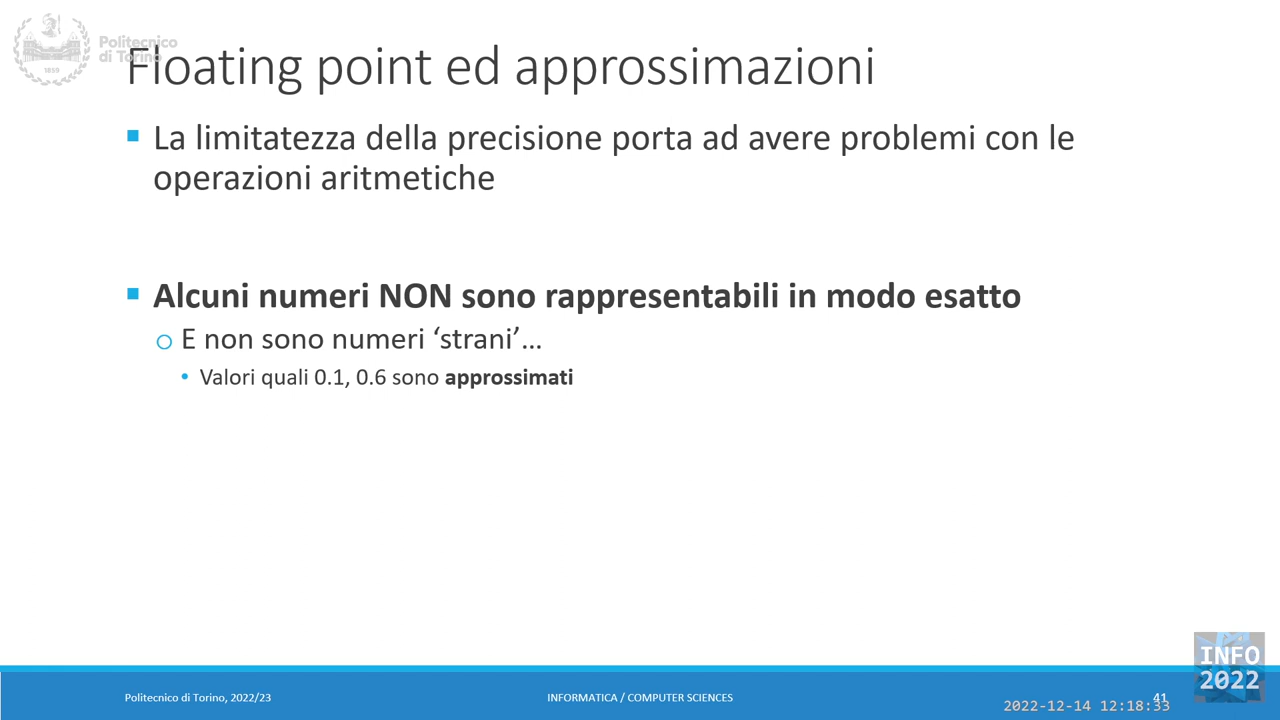 Politecnico
di Torino
1859
Floating point ed approssimazioni
▪ La limitatezza della precisione porta ad avere problemi con le
operazioni aritmetiche
▪ Alcuni numeri NON sono rappresentabili in modo esatto
o E non sono numeri ‘strani’…
• Valori quali 0.1, 0.6 sono approssimati
INFO
2022
Politecnico di Torino, 2022/23
INFORMATICA / COMPUTER SCIENCES
41
2022-12-14 12:18:33